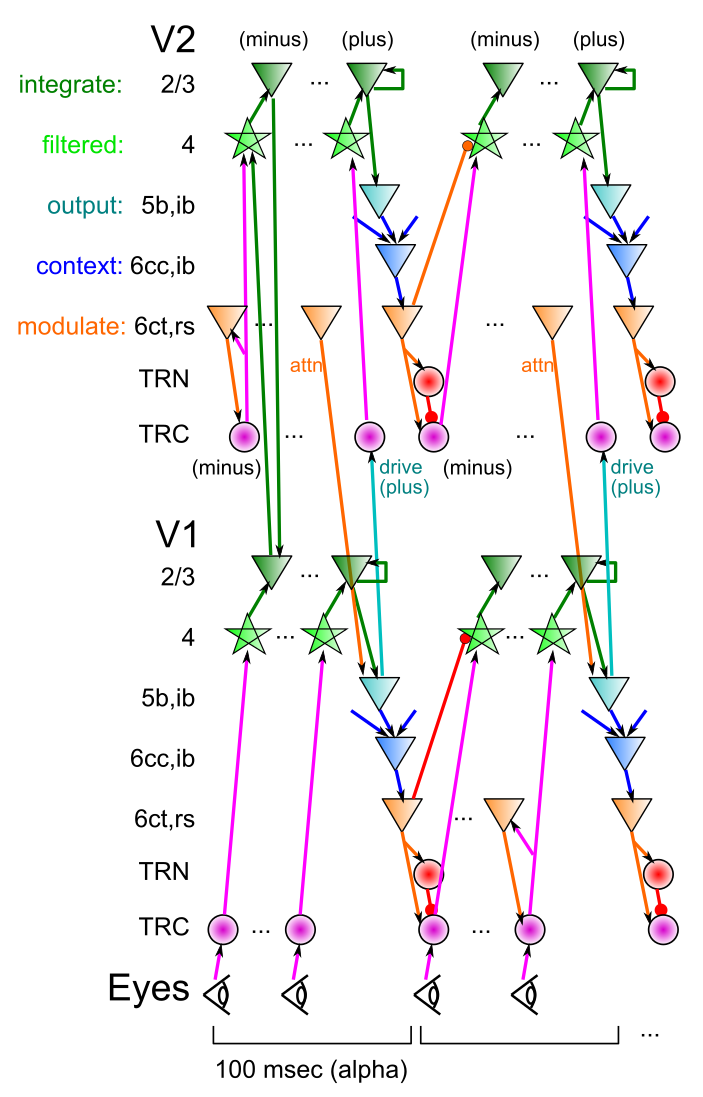 V2 (minus) (plus) (minus) (plus)
integrate: 2/3 ... ...
filtered: 4 ... ...
output: 5b,ib
context: 6cc,ib
modulate: 6ct,rs ... ...
attn attn
TRN
TRC ... ...
(minus) drive (minus) drive
(plus) (plus)
V1
2/3 ... ...
4 ... ...
5b,ib
6cc,ib
6ct,rs ...
TRN
TRC ... ...
Eyes
...
100 msec (alpha)